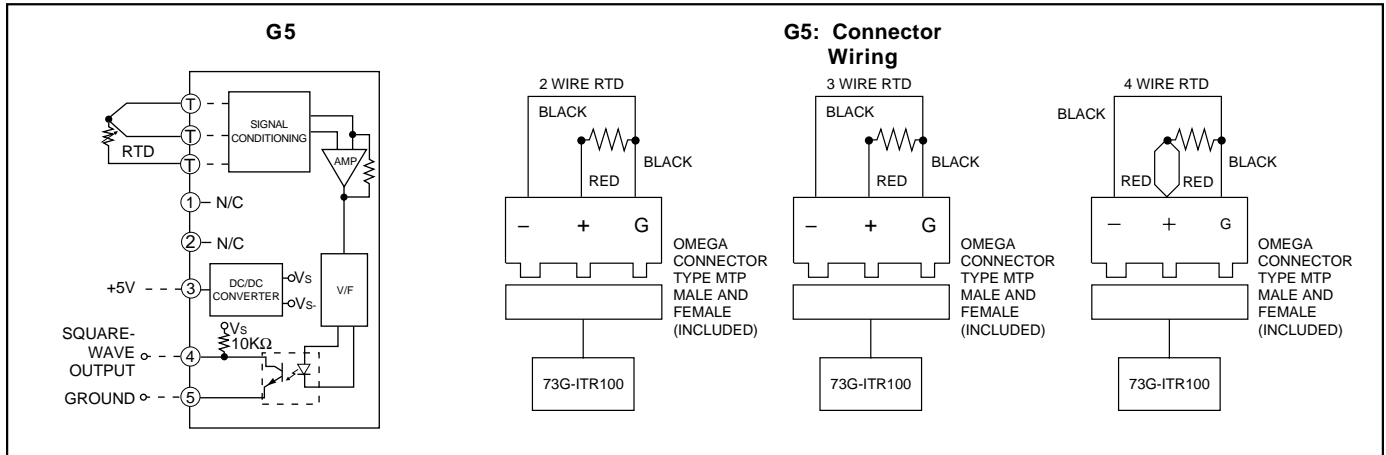 G5
T
SIGNAL
CONDITIONING
T
RTD
T
AMP
1
N/C
2
N/C
+5V
3
DC/DC
CONVERTER
VS
VS-
V/F
VS
10KΩ
SQUARE-
WAVE
OUTPUT
4
GROUND
5
G5: Connector
Wiring
2 WIRE RTD
BLACK
BLACK
RED
– + G
OMEGA
CONNECTOR
TYPE MTP
MALE AND
FEMALE
(INCLUDED)
73G-ITR100
3 WIRE RTD
BLACK
BLACK
RED
– + G
OMEGA
CONNECTOR
TYPE MTP
MALE AND
FEMALE
(INCLUDED)
73G-ITR100
4 WIRE RTD
BLACK
BLACK
RED RED
– + G
OMEGA
CONNECTOR
TYPE MTP
MALE AND
FEMALE
(INCLUDED)
73G-ITR100